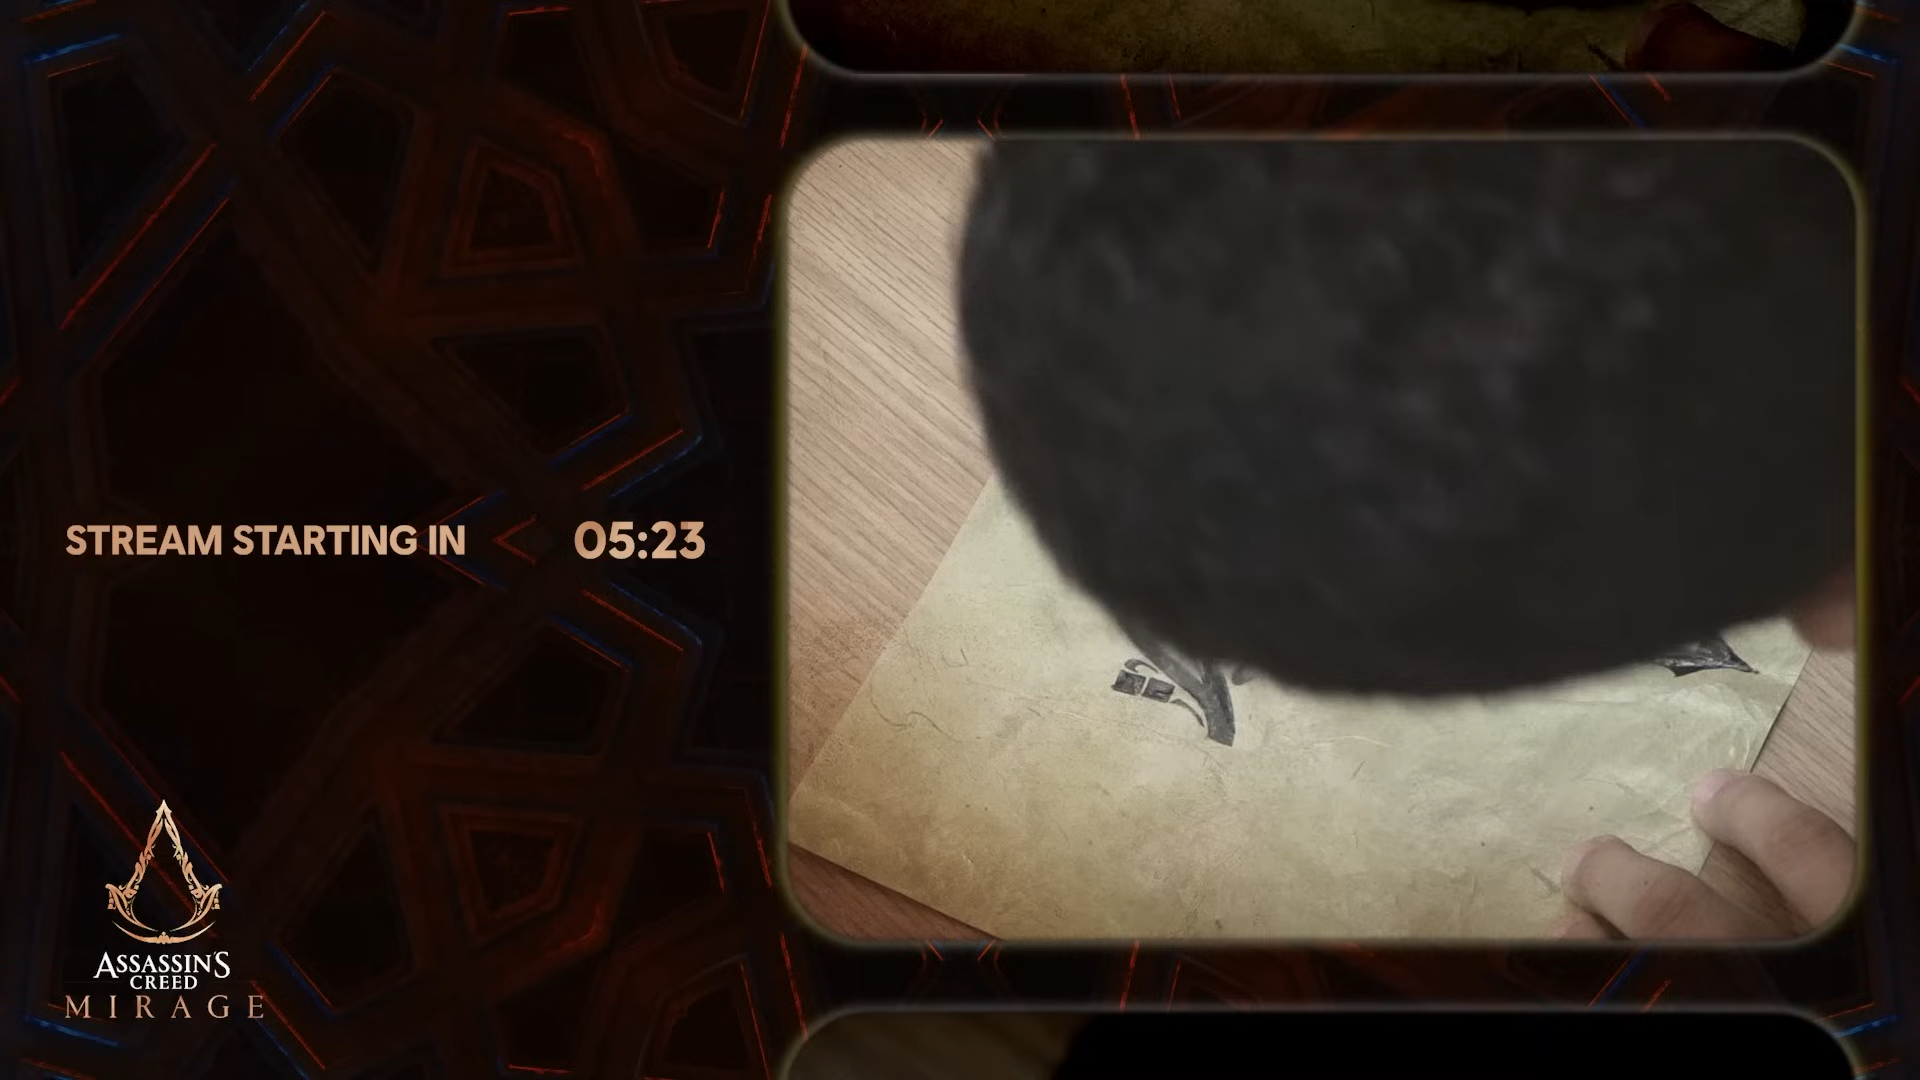 STREAM STARTING IN < 05:23
ASSASSIN'S
CREED
MIRAGE